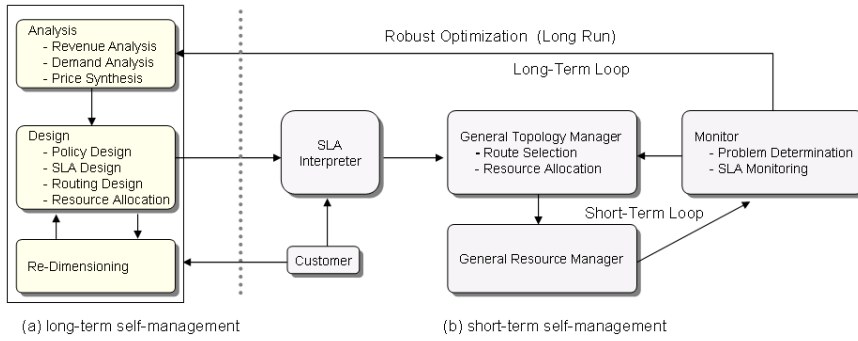 Analysis
- Revenue Analysis
- Demand Analysis
- Price Synthesis
Robust Optimization (Long Run)
Long-Term Loop
Design
- Policy Design
- SLA Design
- Routing Design
- Resource Allocation
SLA
Interpreter
General Topology Manager
- Route Selection
- Resource Allocation
Monitor
- Problem Determination
- SLA Monitoring
Short-Term Loop
Re-Dimensioning
Customer
General Resource Manager
(a) long-term self-management
(b) short-term self-management